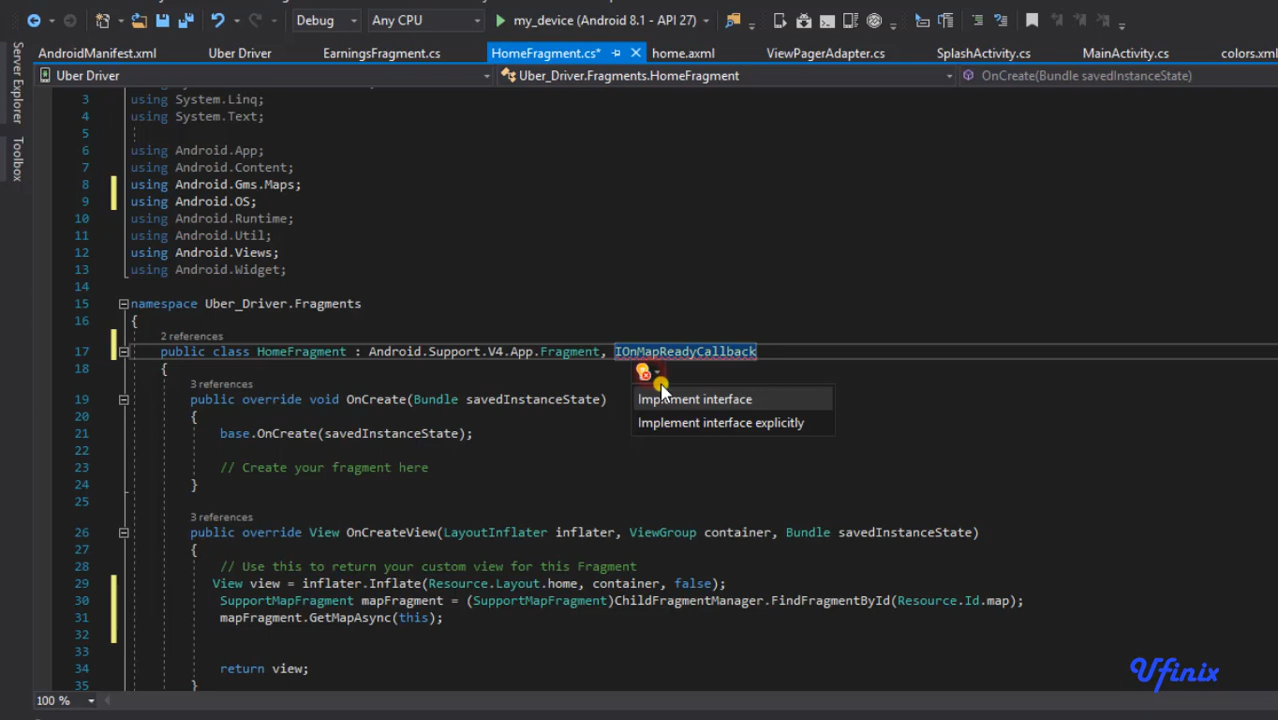 Debug Any CPU my_device (Android 8.1 - API 27)
AndroidManifest.xml Uber Driver EarningsFragment.cs HomeFragment.cs* home.axml ViewPagerAdapter.cs SplashActivity.cs MainActivity.cs colors.xml
Server Explorer
Toolbox
Uber Driver Uber_Driver.Fragments.HomeFragment OnCreate(Bundle savedInstanceState)
3 using System.Linq;
4 using System.Text;
5
6 using Android.App;
7 using Android.Content;
8 using Android.Gms.Maps;
9 using Android.OS;
10 using Android.Runtime;
11 using Android.Util;
12 using Android.Views;
13 using Android.Widget;
14
15 namespace Uber_Driver.Fragments
16 {
2 references
17 public class HomeFragment : Android.Support.V4.App.Fragment, IOnMapReadyCallback
18 {
3 references
Implement interface
Implement interface explicitly
19 public override void OnCreate(Bundle savedInstanceState)
20 {
21 base.OnCreate(savedInstanceState);
22
23 // Create your fragment here
24 }
25
3 references
26 public override View OnCreateView(LayoutInflater inflater, ViewGroup container, Bundle savedInstanceState)
27 {
28 // Use this to return your custom view for this Fragment
29 View view = inflater.Inflate(Resource.Layout.home, container, false);
30 SupportMapFragment mapFragment = (SupportMapFragment)ChildFragmentManager.FindFragmentById(Resource.Id.map);
31 mapFragment.GetMapAsync(this);
32
33
34 return view;
35 }
Ufinix
100 %